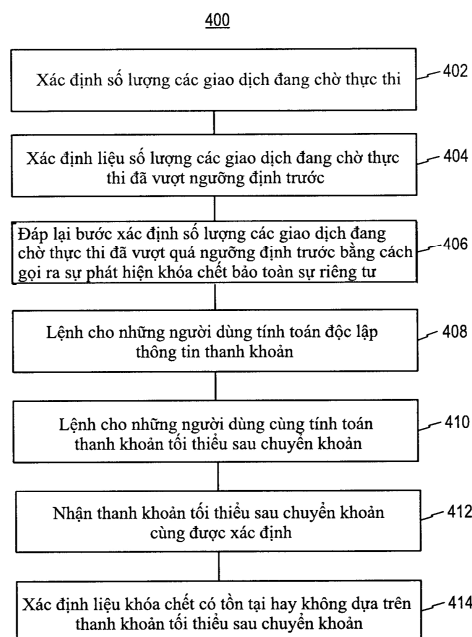 400
Xác định số lượng các giao dịch đang chờ thực thi
402
Xác định liệu số lượng các giao dịch đang chờ thực
thi đã vượt ngưỡng định trước
404
Đáp lại bước xác định số lượng các giao dịch đang
chờ thực thi đã vượt quá ngưỡng định trước bằng cách
gọi ra sự phát hiện khóa chết bảo toàn sự riêng tư
406
Lệnh cho những người dùng tính toán độc lập
thông tin thanh khoản
408
Lệnh cho những người dùng cùng tính toán
thanh khoản tối thiểu sau chuyển khoản
410
Nhận thanh khoản tối thiểu sau chuyển khoản
cùng được xác định
412
Xác định liệu khóa chết có tồn tại hay không dựa trên
thanh khoản tối thiểu sau chuyển khoản
414